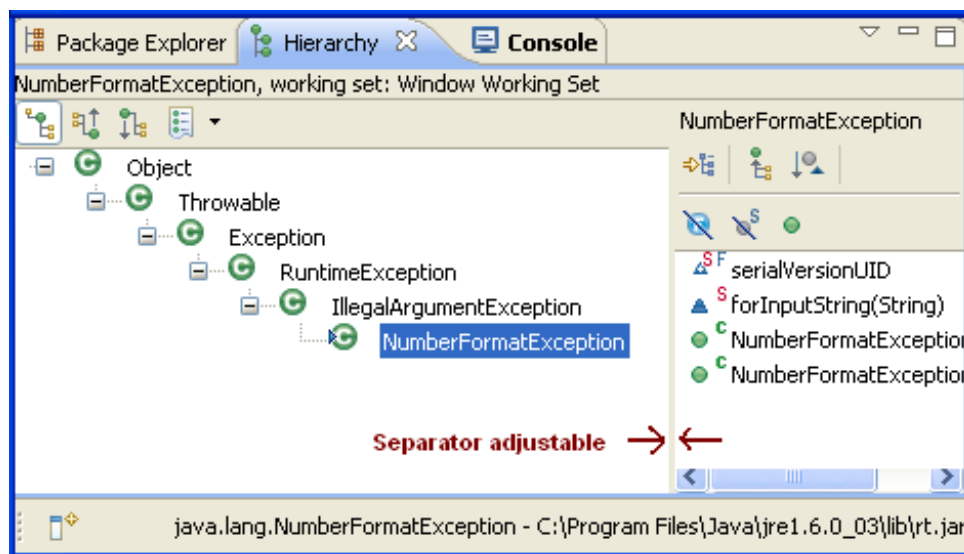 Package Explorer Hierarchy Console
NumberFormatException, working set: Window Working Set
NumberFormatException
Object
Throwable
Exception
RuntimeException
IllegalArgumentException
NumberFormatException
S F serialVersionUID
S forInputString(String)
C NumberFormatExceptio
C NumberFormatExceptio
Separator adjustable
java.lang.NumberFormatException - C:\Program Files\Java\jre1.6.0_03\lib\rt.jar